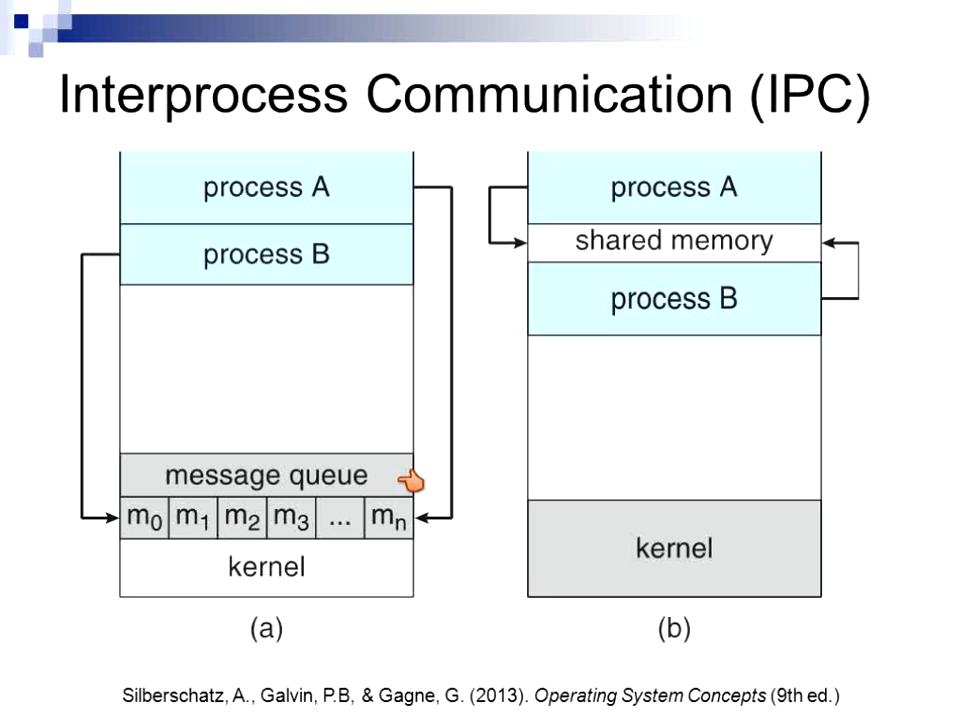 Interprocess Communication (IPC)
process A
process B
message queue
m0 m1 m2 m3 ... mn
kernel
(a)
process A
shared memory
process B
kernel
(b)
Silberschatz, A., Galvin, P.B, & Gagne, G. (2013). Operating System Concepts (9th ed.)